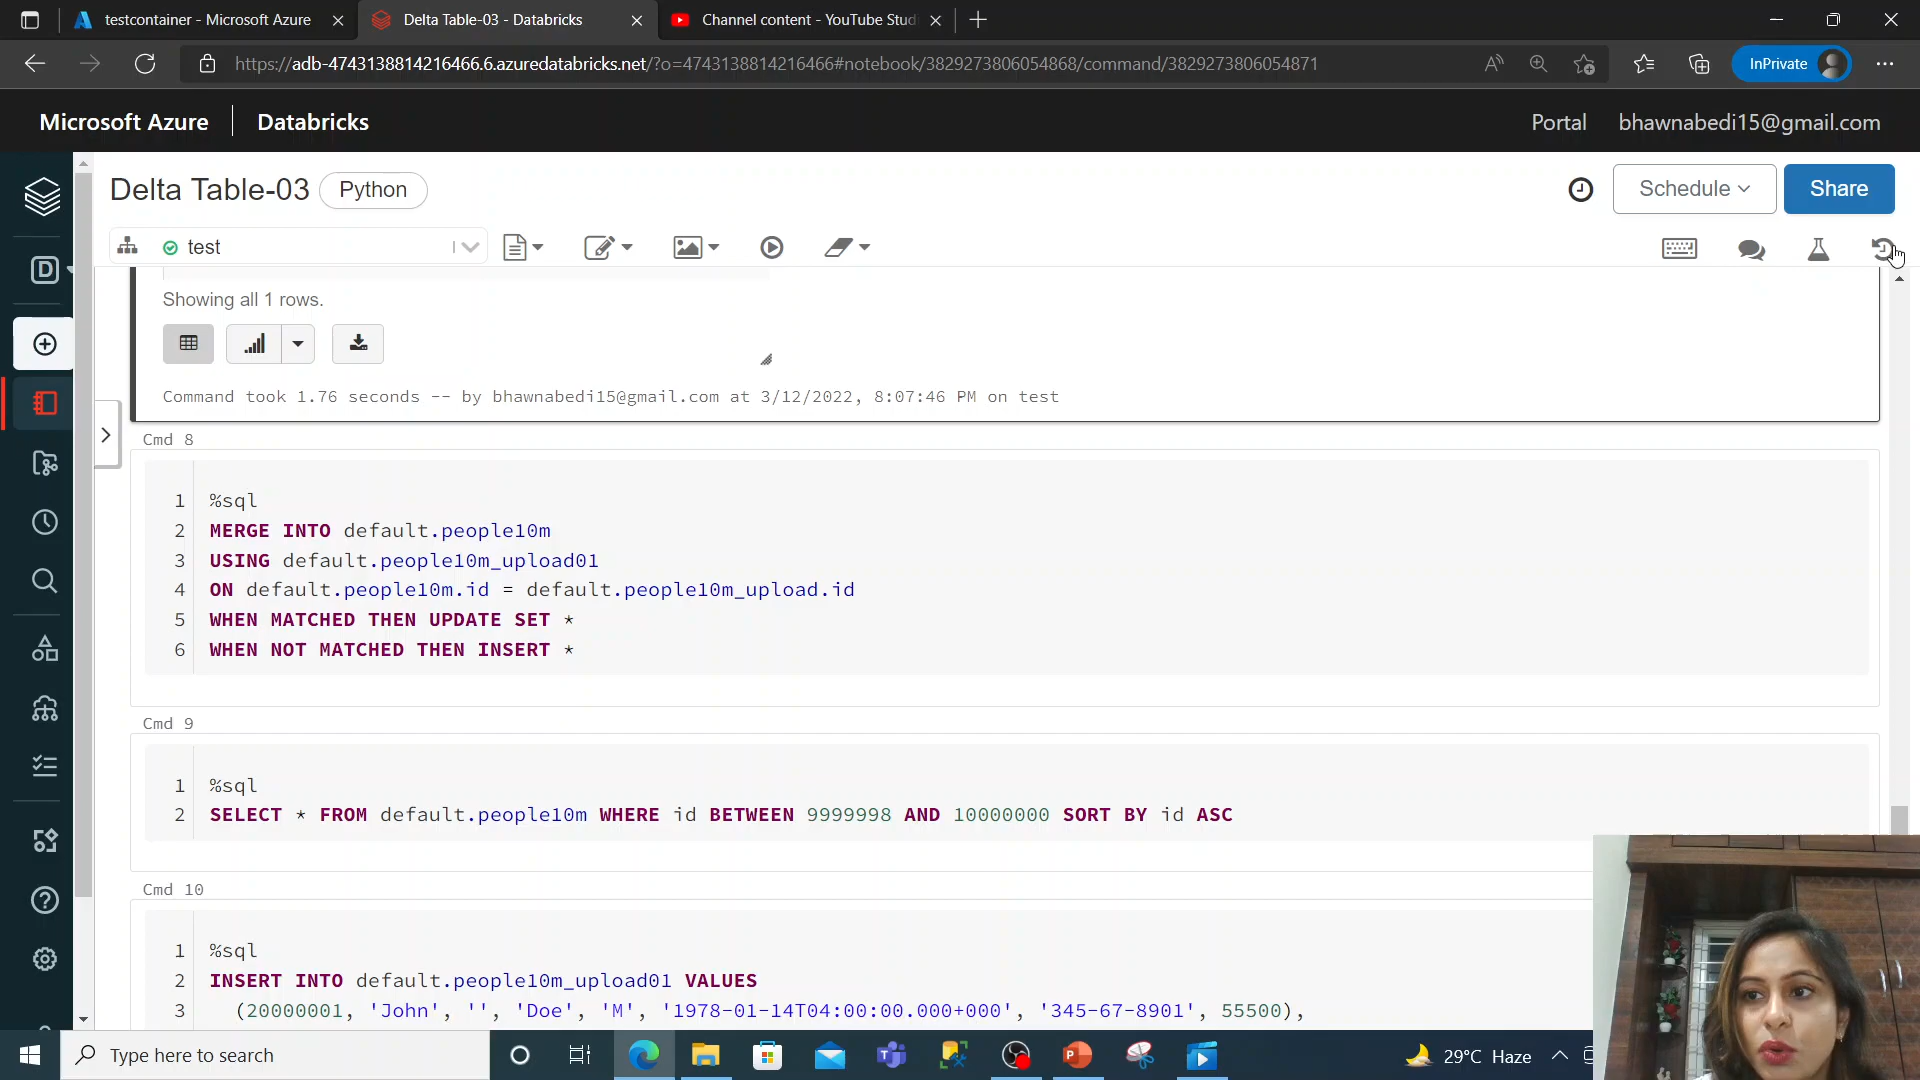 testcontainer - Microsoft Azure
Delta Table-03 - Databricks
Channel content - YouTube Stud
https://adb-4743138814216466.6.azuredatabricks.net/?o=4743138814216466#notebook/3829273806054868/command/3829273806054871
InPrivate
Microsoft Azure
Databricks
Portal
bhawnabedi15@gmail.com
Delta Table-03
Python
Schedule
Share
D
test
Showing all 1 rows.
Command took 1.76 seconds -- by bhawnabedi15@gmail.com at 3/12/2022, 8:07:46 PM on test
Cmd 8
1 %sql
2 MERGE INTO default.people10m
3 USING default.people10m_upload01
4 ON default.people10m.id = default.people10m_upload.id
5 WHEN MATCHED THEN UPDATE SET *
6 WHEN NOT MATCHED THEN INSERT *
Cmd 9
1 %sql
2 SELECT * FROM default.people10m WHERE id BETWEEN 9999998 AND 10000000 SORT BY id ASC
Cmd 10
1 %sql
2 INSERT INTO default.people10m_upload01 VALUES
3 (20000001, 'John', '', 'Doe', 'M', '1978-01-14T04:00:00.000+000', '345-67-8901', 55500),
Type here to search
29°C Haze